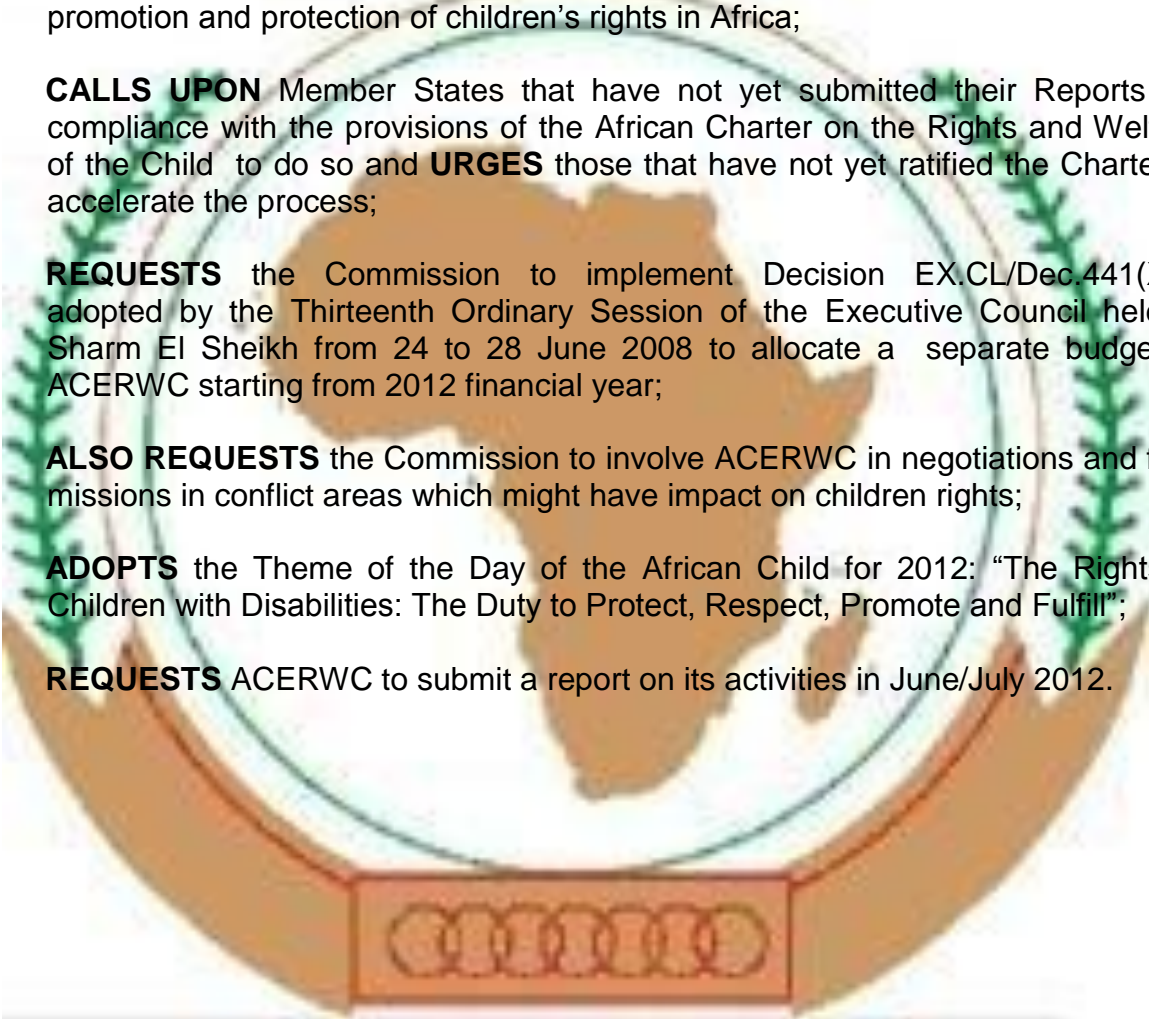 promotion and protection of children's rights in Africa;
CALLS UPON Member States that have not yet submitted their Reports
compliance with the provisions of the African Charter on the Rights and Wel
of the Child to do so and URGES those that have not yet ratified the Charte
accelerate the process;
REQUESTS the Commission to implement Decision EX.CL/Dec.441(
adopted by the Thirteenth Ordinary Session of the Executive Council held
Sharm El Sheikh from 24 to 28 June 2008 to allocate a separate budge
ACERWC starting from 2012 financial year;
ALSO REQUESTS the Commission to involve ACERWC in negotiations and
missions in conflict areas which might have impact on children rights;
ADOPTS the Theme of the Day of the African Child for 2012: “The Rights
Children with Disabilities: The Duty to Protect, Respect, Promote and Fulfill”;
REQUESTS ACERWC to submit a report on its activities in June/July 2012.